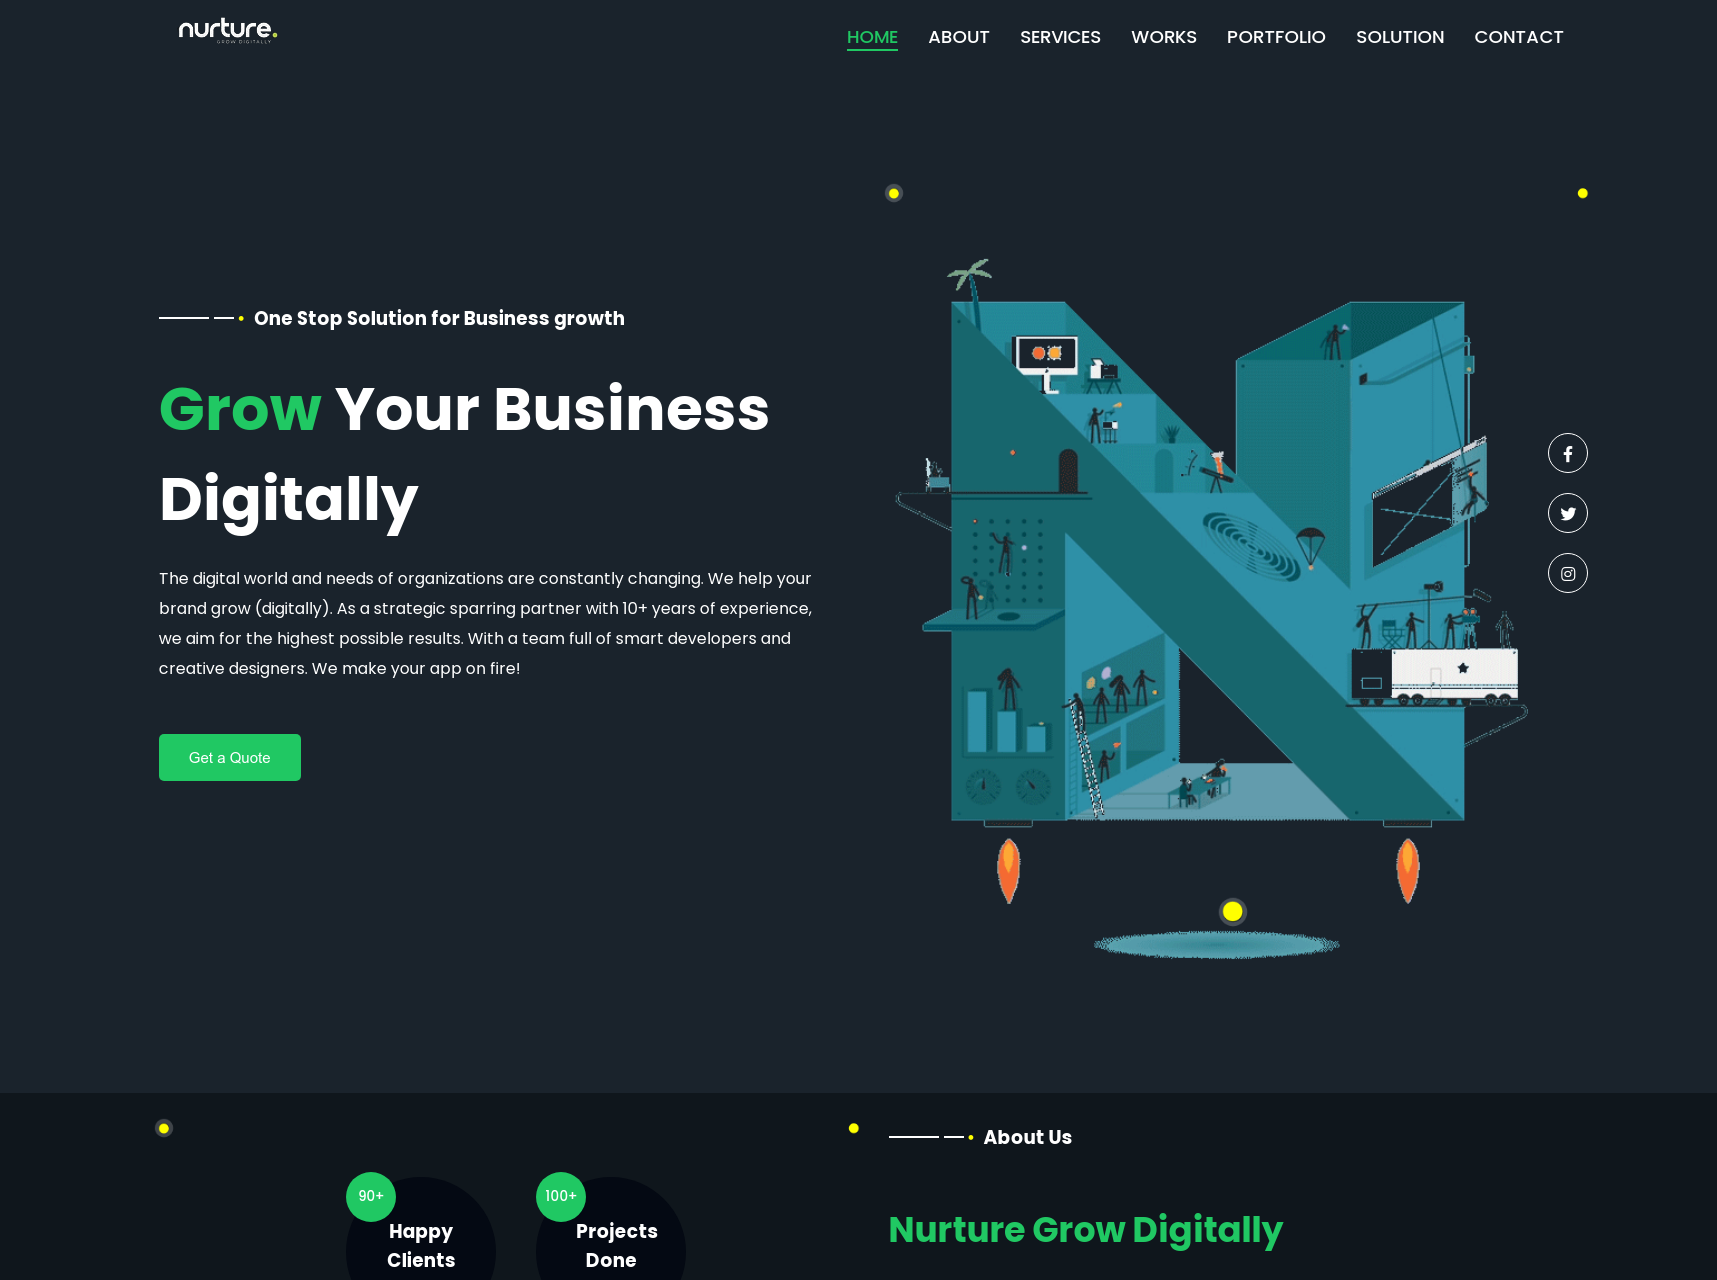 nurture.
GROW DIGITALLY
HOME ABOUT SERVICES WORKS PORTFOLIO SOLUTION CONTACT
One Stop Solution for Business growth
Grow Your Business
Digitally
The digital world and needs of organizations are constantly changing. We help your
brand grow (digitally). As a strategic sparring partner with 10+ years of experience,
we aim for the highest possible results. With a team full of smart developers and
creative designers. We make your app on fire!
Get a Quote
About Us
90+
Happy
Clients
100+
Projects
Done
Nurture Grow Digitally